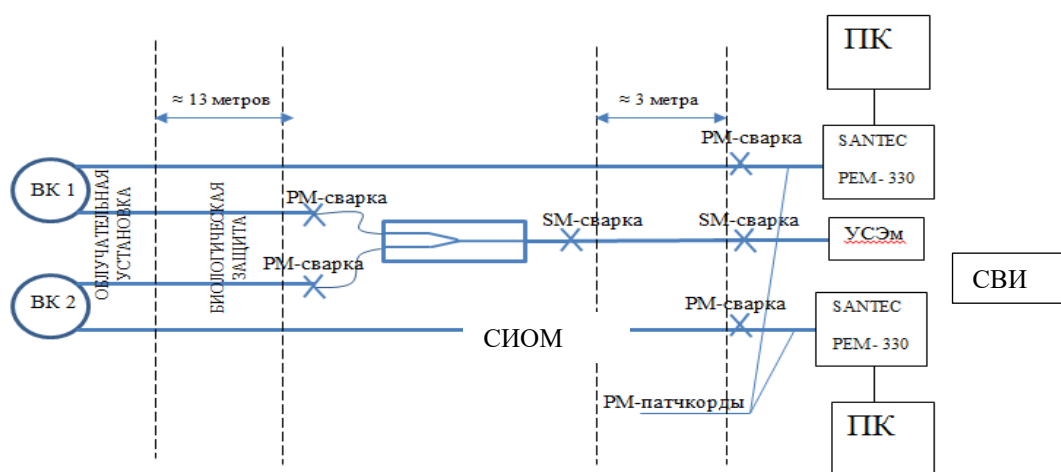 ПК
≈ 13 метров
≈ 3 метра
РМ-сварка
SANTEC
PEM- 330
ВК 1
ОБЛУЧАТЕЛЬНАЯ
УСТАНОВКА
БИОЛОГИЧЕСКАЯ
ЗАЩИТА
РМ-сварка
SM-сварка
SM-сварка
УСЭм
РМ-сварка
СВИ
ВК 2
РМ-сварка
SANTEC
PEM- 330
СИОМ
РМ-патчкорды
ПК